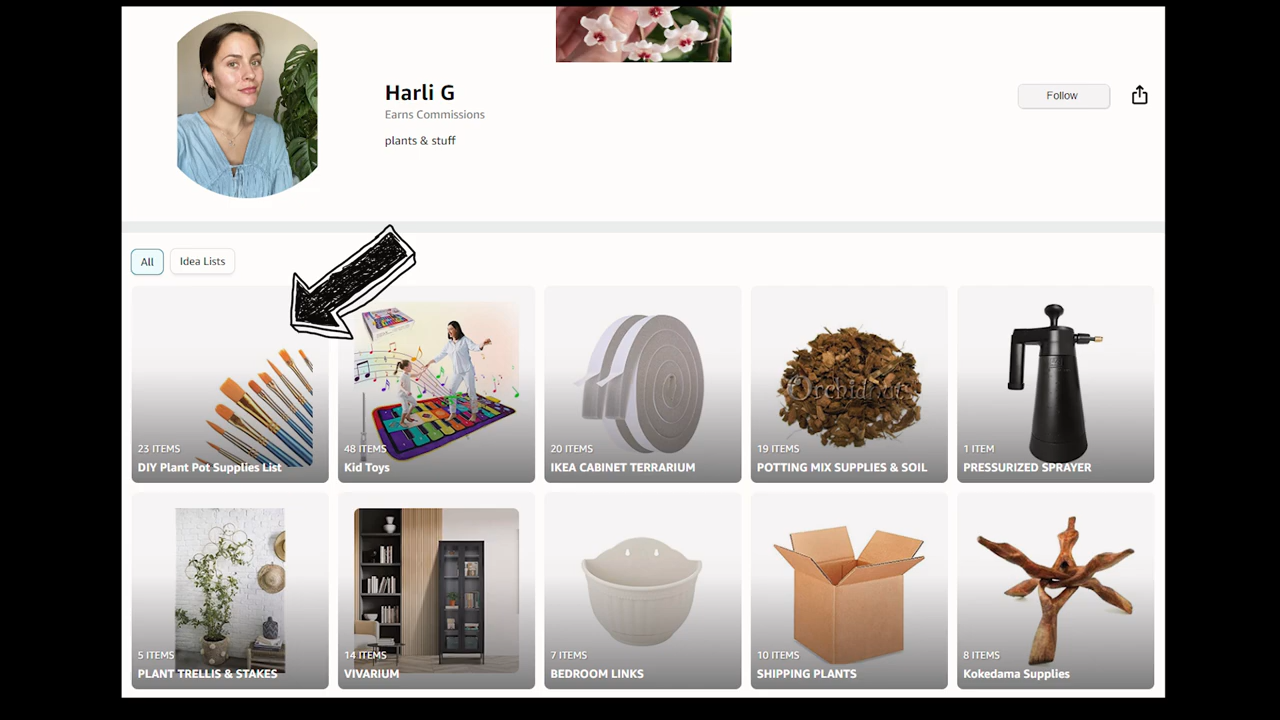 Harli G
Earns Commissions
plants & stuff
Follow
All
Idea Lists
23 ITEMS
DIY Plant Pot Supplies List
48 ITEMS
Kid Toys
20 ITEMS
IKEA CABINET TERRARIUM
19 ITEMS
POTTING MIX SUPPLIES & SOIL
1 ITEM
PRESSURIZED SPRAYER
5 ITEMS
PLANT TRELLIS & STAKES
14 ITEMS
VIVARIUM
7 ITEMS
BEDROOM LINKS
10 ITEMS
SHIPPING PLANTS
8 ITEMS
Kokedama Supplies